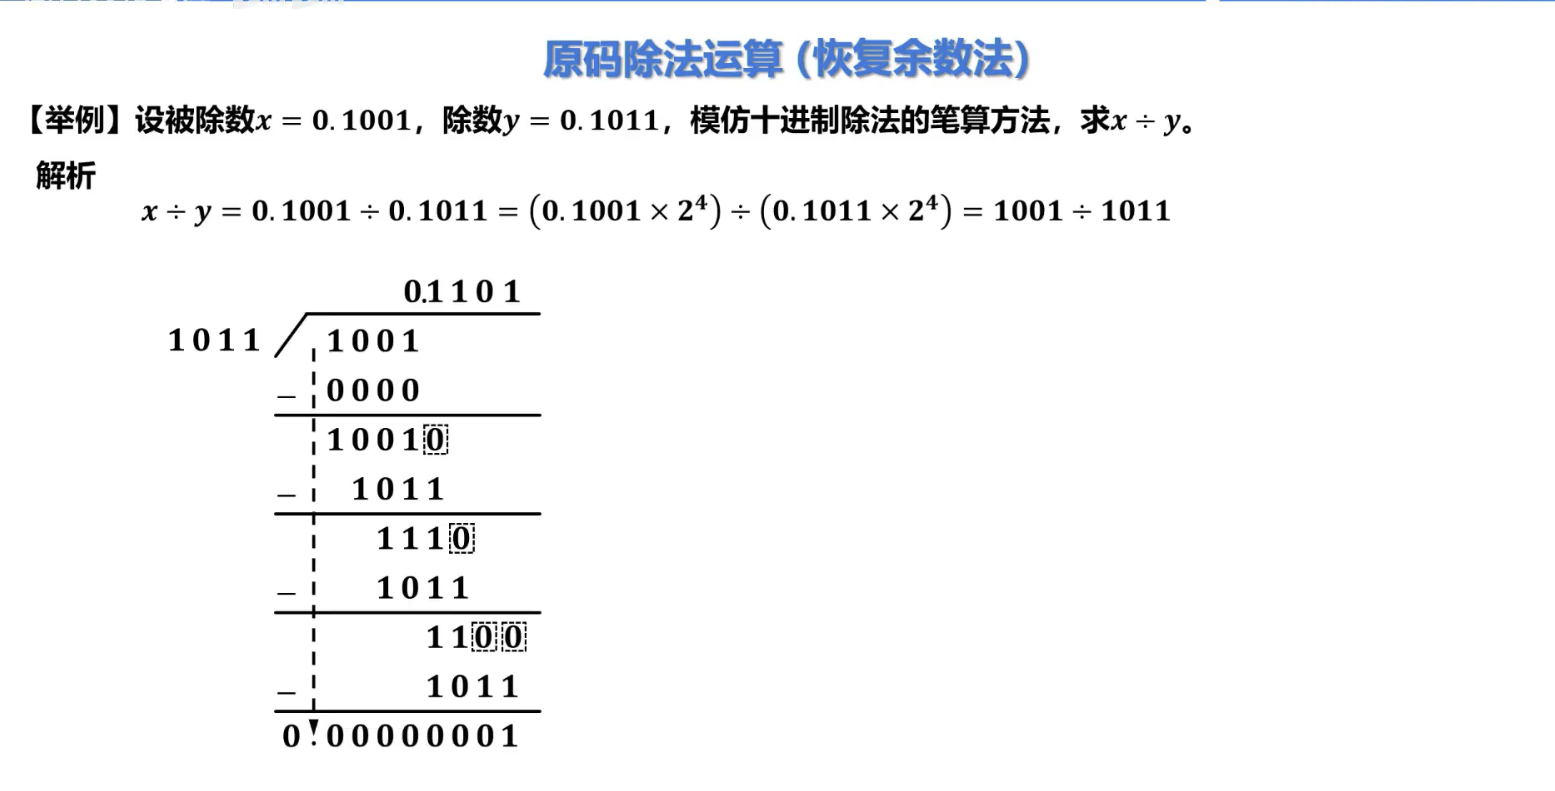 原码除法运算 (恢复余数法)
【举例】设被除数x = 0.1001，除数y = 0.1011，模仿十进制除法的笔算方法，求x ÷ y。
解析
x ÷ y = 0.1001 ÷ 0.1011 = (0.1001 × 2⁴) ÷ (0.1011 × 2⁴) = 1001 ÷ 1011
0.1101
1011 1001
− 0000
10010
− 1011
1110
− 1011
1100
− 1011
0.00000001